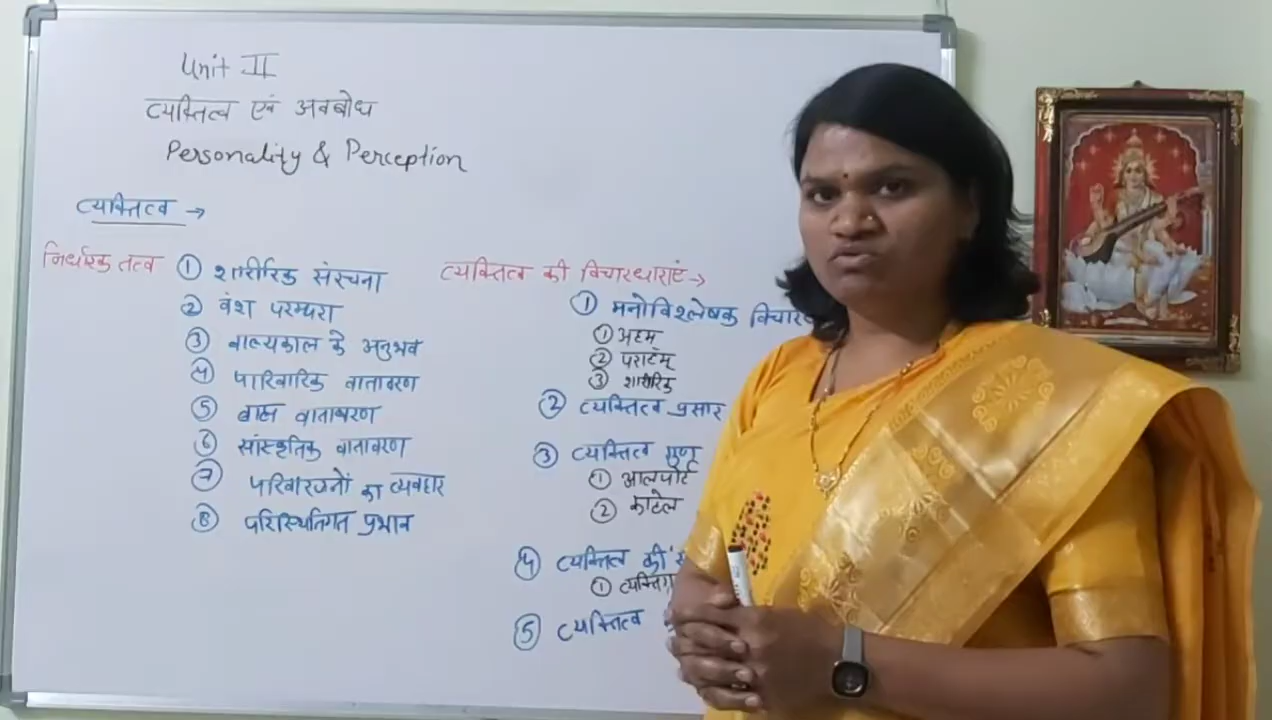 Unit II
व्यक्तित्व एवं अवबोध
Personality & Perception
व्यक्तित्व →
निर्धारक तत्व
① शारीरिक संरचना
② वंश परम्परा
③ बाल्यकाल के अनुभव
④ पारिवारिक वातावरण
⑤ बाह्य वातावरण
⑥ सांस्कृतिक वातावरण
⑦ परिवारजनों का व्यवहार
⑧ परिस्थितिगत प्रभाव
व्यक्तित्व की विचारधाराएं →
① मनोविश्लेषक
① अहम्
② पराहम्
③ शारीरिक
② व्यक्तित्व प्रसार
③ व्यक्तित्व गुण
① आलपोर्ट
② काटेल
④ व्यक्तित्व की
①
⑤ व्यक्तित्व